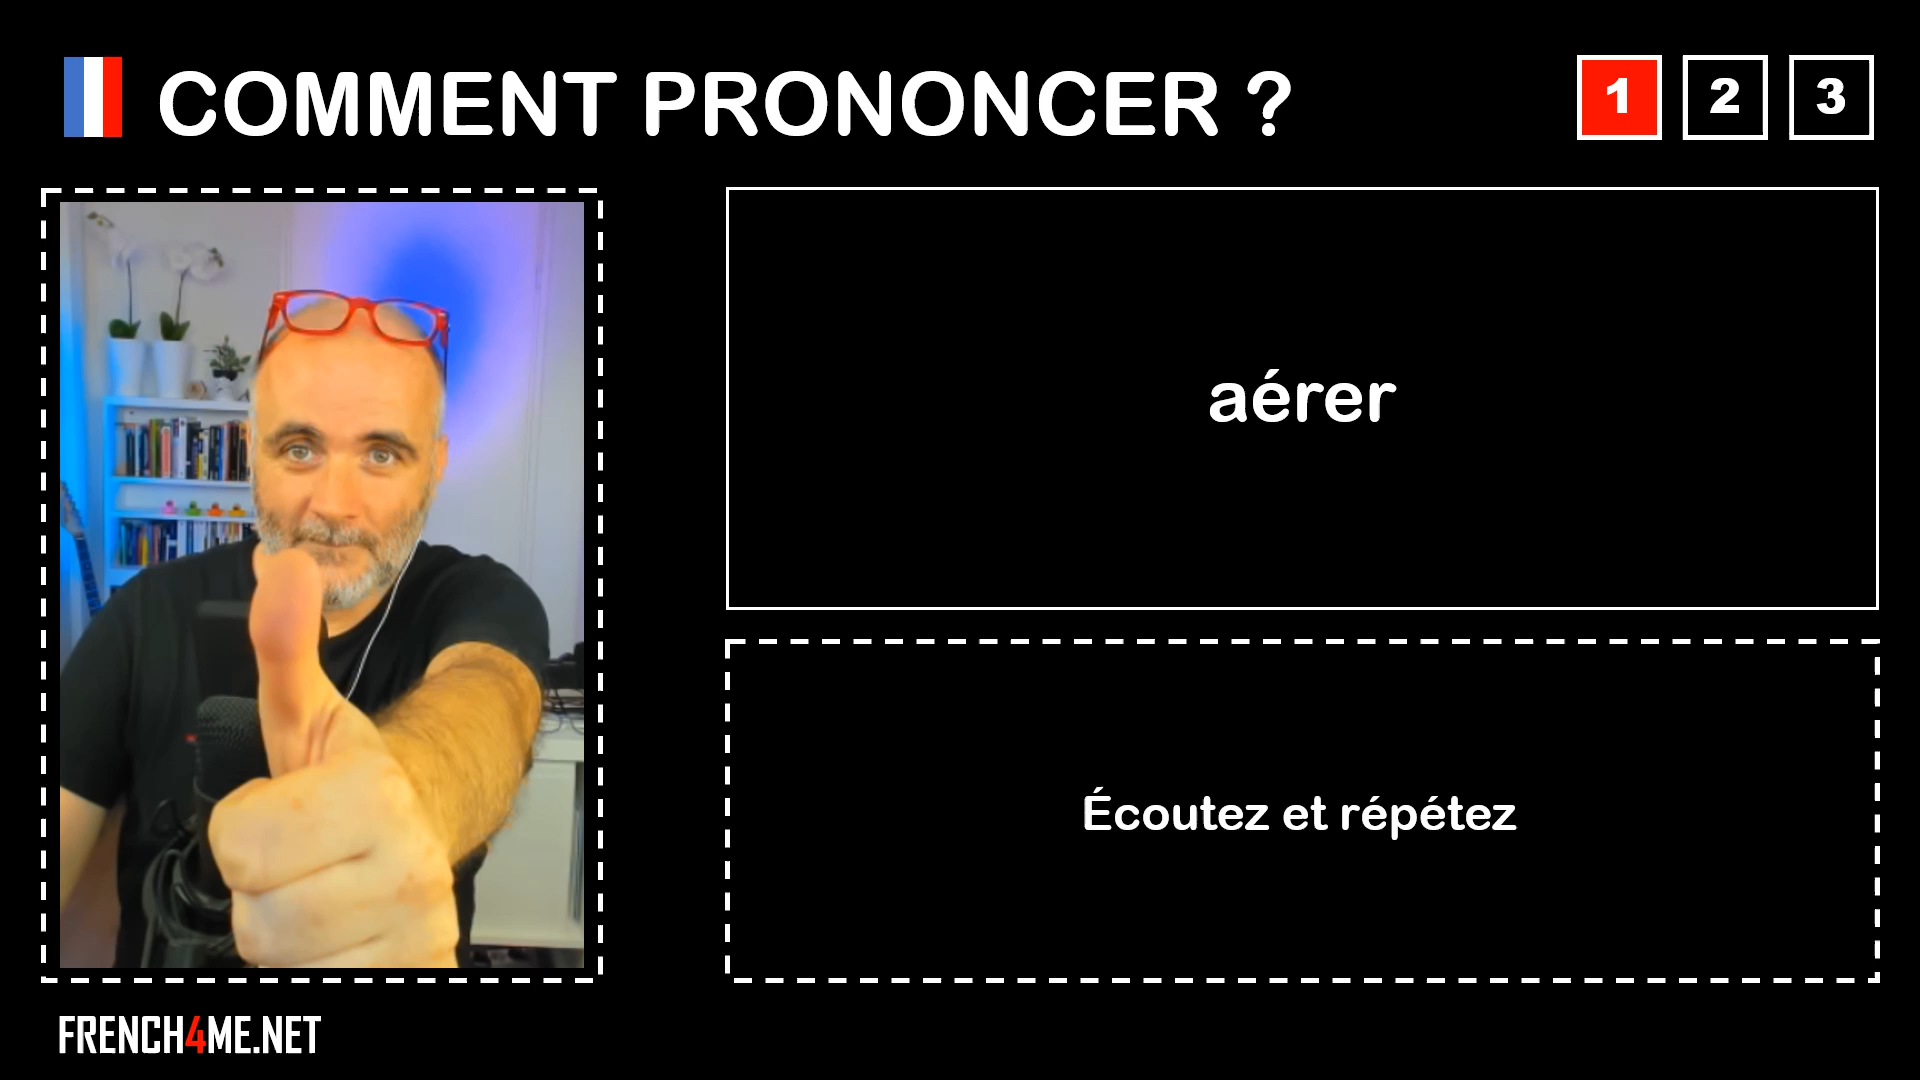 COMMENT PRONONCER ?
1
2
3
aérer
Écoutez et répétez
FRENCH4ME.NET